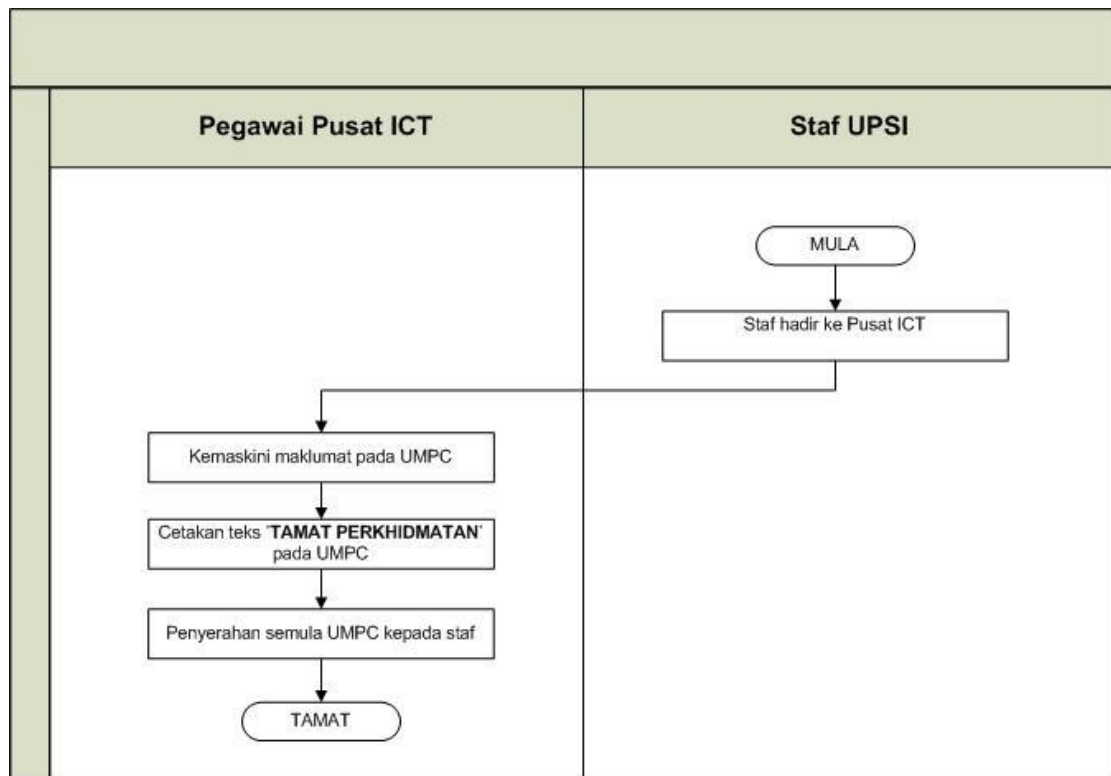 Pegawai Pusat ICT
Staf UPSI
MULA
Staf hadir ke Pusat ICT
Kemaskini maklumat pada UMPC
Cetakan teks 'TAMAT PERKHIDMATAN'
pada UMPC
Penyerahan semula UMPC kepada staf
TAMAT